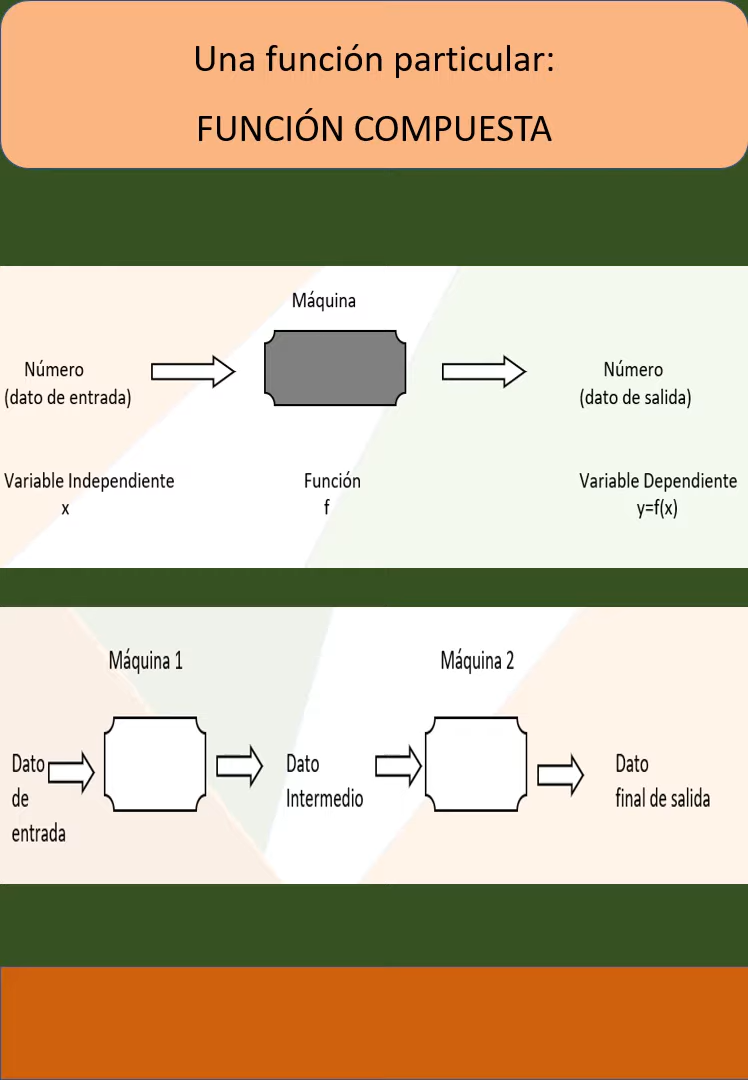 Una función particular:
FUNCIÓN COMPUESTA
Máquina
Número
(dato de entrada)
Número
(dato de salida)
Variable Independiente
x
Función
f
Variable Dependiente
y=f(x)
Máquina 1
Máquina 2
Dato
de
entrada
Dato
Intermedio
Dato
final de salida